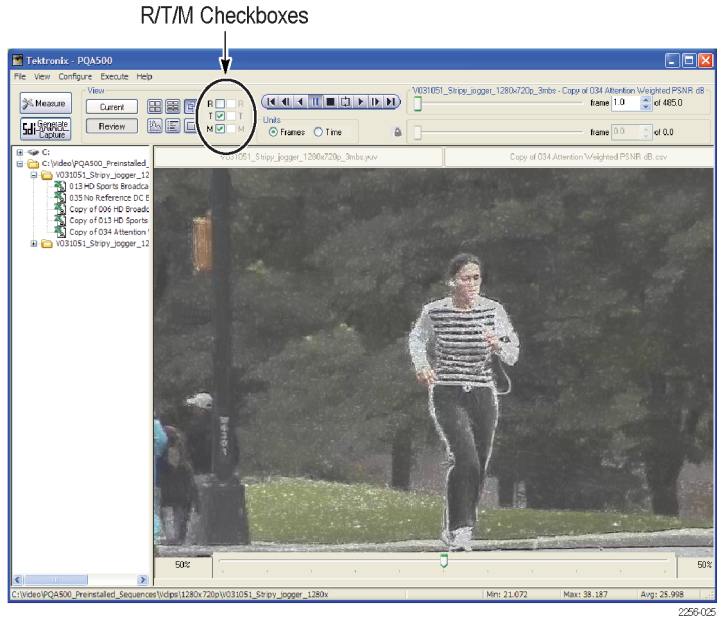 R/T/M Checkboxes
Tektronix - PQA500
File View Configure Execute Help
View
V031051_Stripy_jogger_1280x720p_3mbs - Copy of 034 Attention Weighted PSNR dB
Measure
Current
R R
frame 1.0 of 485.0
T T
Units
Generate
Capture
Review
M M
Frames Time
frame 0.0 of 0.0
C:
V031051_Stripy_jogger_1280x720p_3mbs.yuv
Copy of 034 Attention Weighted PSNR dB.csv
C:\Video\PQA500_Preinstalled_
V031051_Stripy_jogger_12
013 HD Sports Broadca
035 No Reference DC B
Copy of 006 HD Broadc
Copy of 013 HD Sports
Copy of 034 Attention
V031051_Stripy_jogger_12
50%
50%
C:\Video\PQA500_Preinstalled_Sequences\Vclips\1280x720p\V031051_Stripy_jogger_1280x
Min: 21.072
Max: 38.187
Avg: 25.998
2256-025